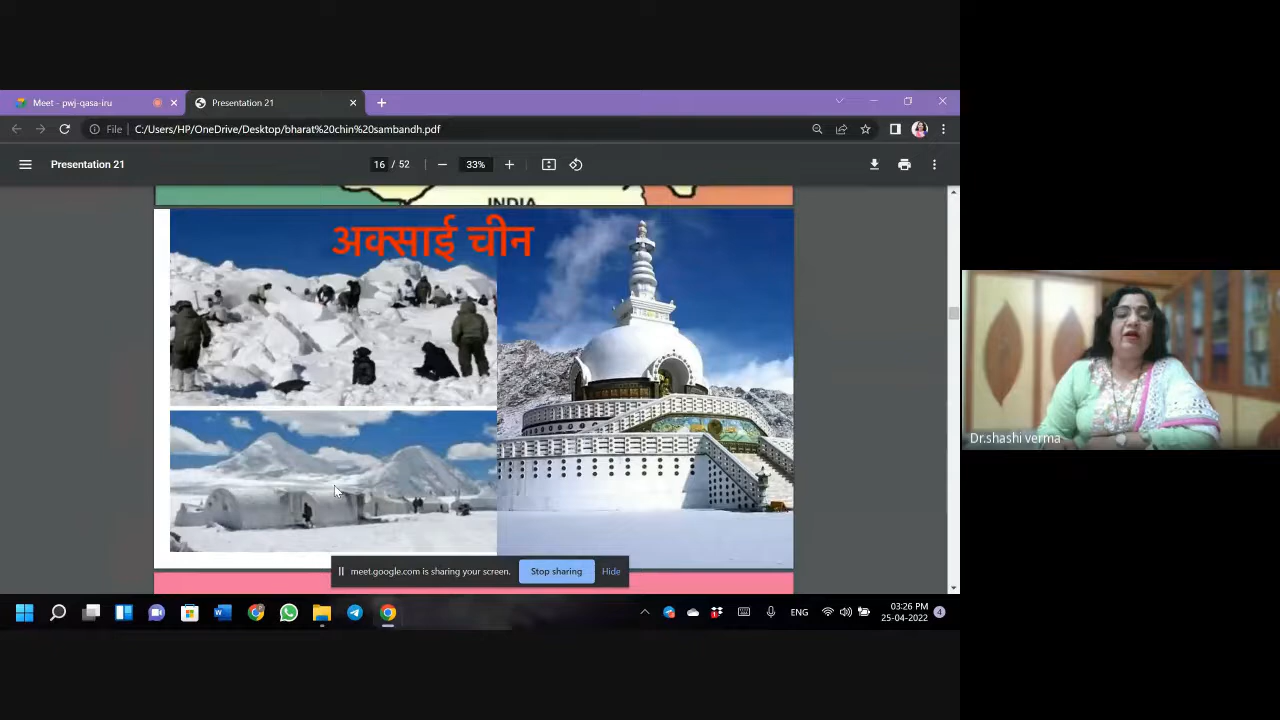 Meet - pwj-qasa-iru
Presentation 21
File
C:/Users/HP/OneDrive/Desktop/bharat%20chin%20sambandh.pdf
Presentation 21
16 / 52
33%
INDIA
अक्साई चीन
Dr.shashi verma
meet.google.com is sharing your screen.
Stop sharing
Hide
ENG
03:26 PM
25-04-2022
4